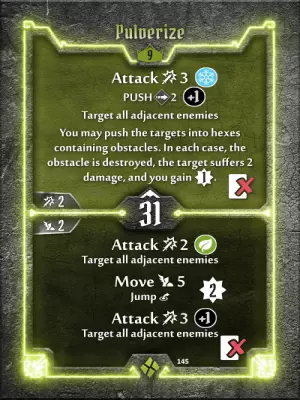 Pulverize
9
Attack 3
PUSH 2 +1
Target all adjacent enemies
You may push the targets into hexes
containing obstacles. In each case, the
obstacle is destroyed, the target suffers 2
damage, and you gain 1
2
31
2
Attack 2
Target all adjacent enemies
Move 5
Jump
2
Attack 3 +1
Target all adjacent enemies
145